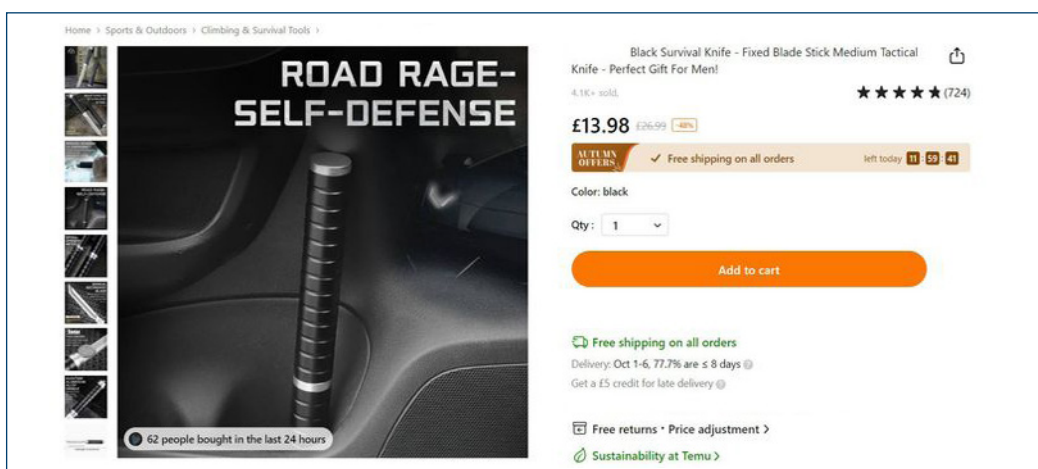 Home > Sports & Outdoors > Climbing & Survival Tools >
ROAD RAGE-
SELF-DEFENSE
62 people bought in the last 24 hours
Black Survival Knife - Fixed Blade Stick Medium Tactical
Knife - Perfect Gift For Men!
4.1K+ sold,
(724)
£13.98 £26.99 -48%
AUTUMN
OFFERS
✓ Free shipping on all orders
left today 11 : 59 : 41
Color: black
Qty : 1
Add to cart
Free shipping on all orders
Delivery: Oct 1-6, 77.7% are ≤ 8 days
Get a £5 credit for late delivery
Free returns · Price adjustment >
Sustainability at Temu >